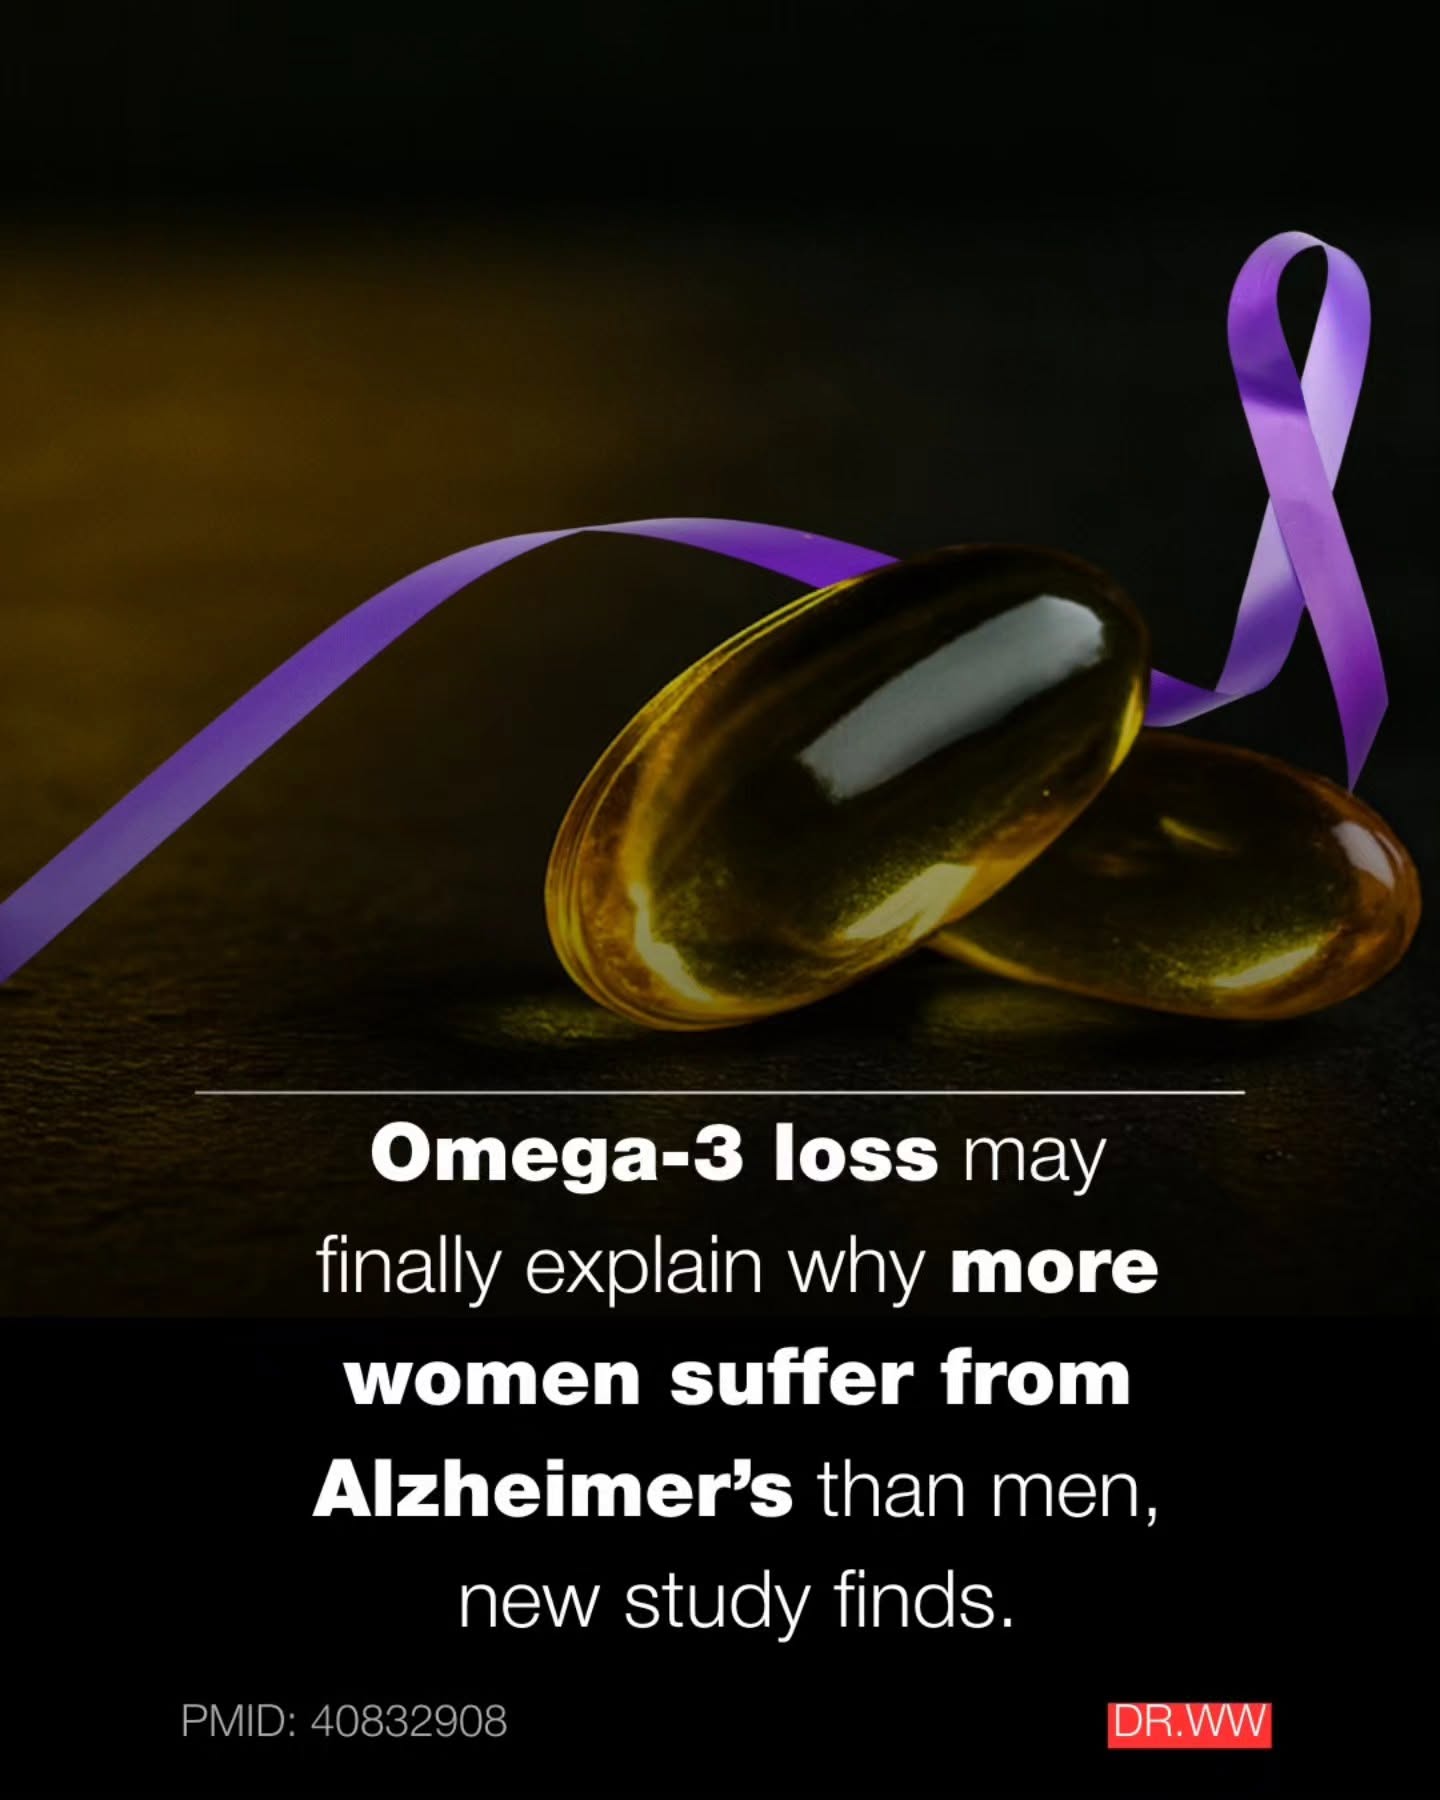 Omega-3 loss may
finally explain why more
women suffer from
Alzheimer’s than men,
new study finds.
PMID: 40832908
DR.WW